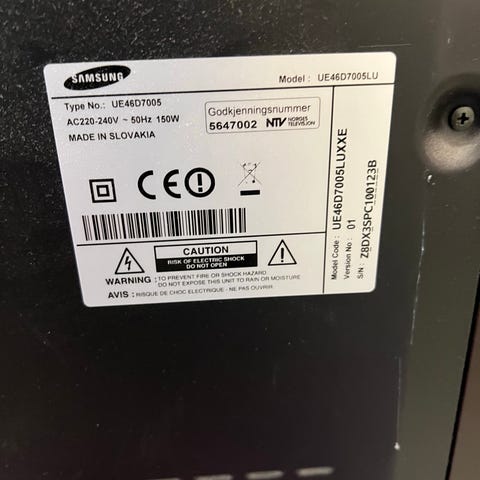 SAMSUNG
Model : UE46D7005LU
Type No.: UE46D7005
AC220-240V ~ 50Hz 150W
MADE IN SLOVAKIA
Godkjenningsnummer
5647002 NTV NORGES TELEVISJON
CAUTION
RISK OF ELECTRIC SHOCK
DO NOT OPEN
WARNING : TO PREVENT FIRE OR SHOCK HAZARD,
DO NOT EXPOSE THIS UNIT TO RAIN OR MOISTURE
AVIS : RISQUE DE CHOC ELECTRIQUE - NE PAS OUVRIR
Model Code : UE46D7005LUXXE
Version No : 01
S/N : Z8DX3SPC100123B